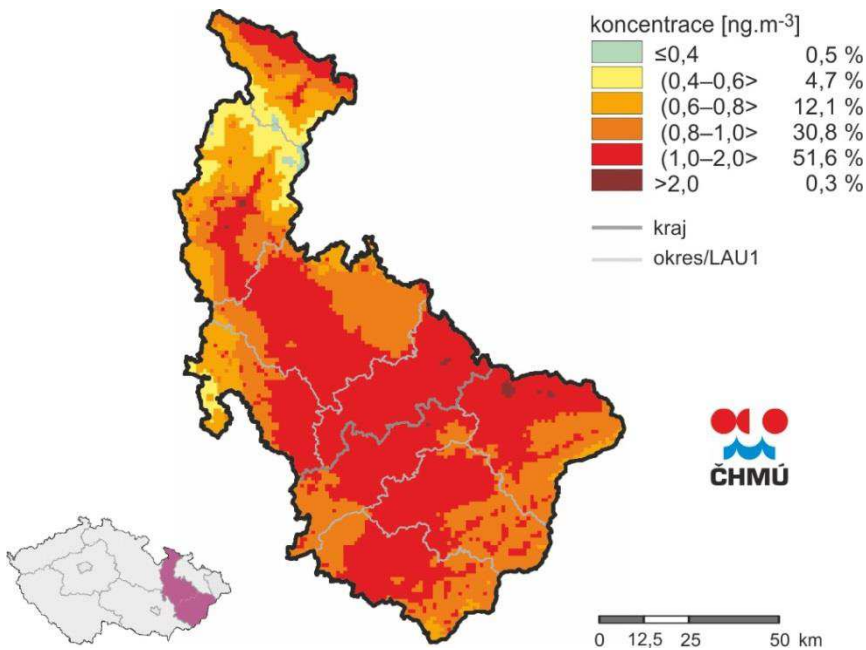 koncentrace [ng.m-3]
≤0,4 0,5 %
(0,4–0,6> 4,7 %
(0,6–0,8> 12,1 %
(0,8–1,0> 30,8 %
(1,0–2,0> 51,6 %
>2,0 0,3 %
kraj
okres/LAU1
ČHMÚ
0 12,5 25 50 km